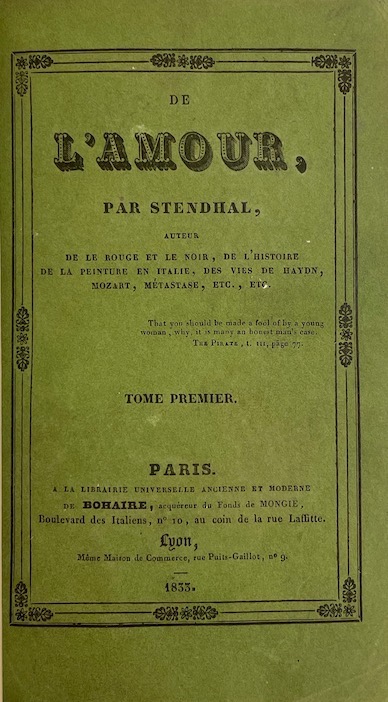 DE
L'AMOUR,
PAR STENDHAL,
AUTEUR
DE LE ROUGE ET LE NOIR, DE L'HISTOIRE
DE LA PEINTURE EN ITALIE, DES VIES DE HAYDN,
MOZART, MÉTASTASE, ETC., ETC.
That you should be made a fool of by a young
woman, why, it is many an honest man's case.
THE PIRATE, t. III, page 77.
TOME PREMIER.
PARIS.
A LA LIBRAIRIE UNIVERSELLE ANCIENNE ET MODERNE
DE BOHAIRE, acquéreur du Fonds de MONGIE,
Boulevard des Italiens, nº 10, au coin de la rue Laffitte.
Lyon,
Même Maison de Commerce, rue Puits-Gaillot, nº 9.
1833.